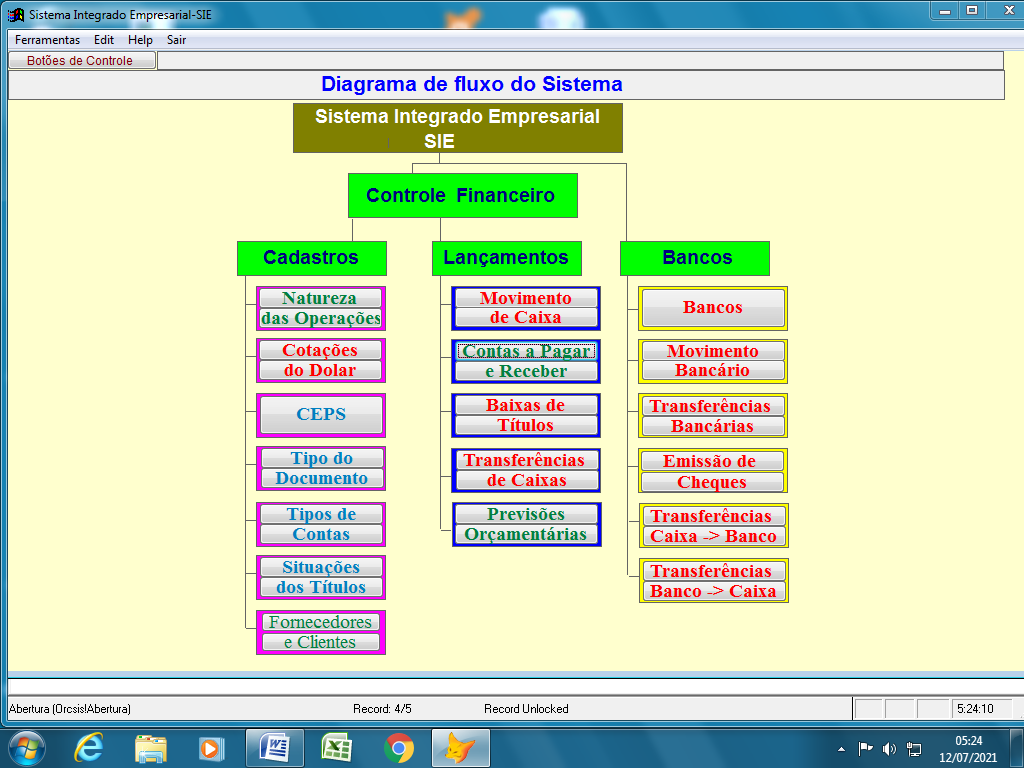 Sistema Integrado Empresarial-SIE
Ferramentas Edit Help Sair
Botões de Controle
Diagrama de fluxo do Sistema
Sistema Integrado Empresarial
SIE
Controle Financeiro
Cadastros
Natureza
das Operações
Cotações
do Dolar
CEPS
Tipo do
Documento
Tipos de
Contas
Situações
dos Títulos
Fornecedores
e Clientes
Lançamentos
Movimento
de Caixa
Contas a Pagar
e Receber
Baixas de
Títulos
Transferências
de Caixas
Previsões
Orçamentárias
Bancos
Bancos
Movimento
Bancário
Transferências
Bancárias
Emissão de
Cheques
Transferências
Caixa -> Banco
Transferências
Banco -> Caixa
Abertura (Orcsis!Abertura) Record: 4/5 Record Unlocked 5:24:10
05:24
12/07/2021